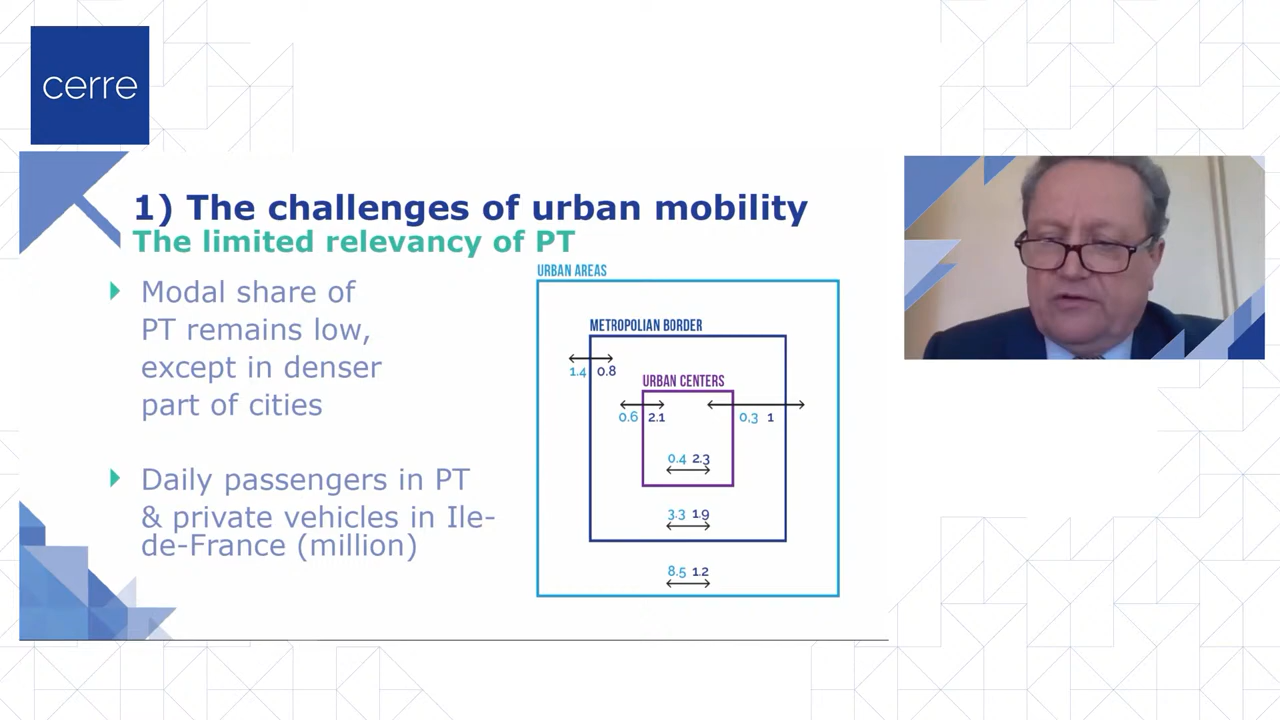 cerre
1) The challenges of urban mobility
The limited relevancy of PT
Modal share of
PT remains low,
except in denser
part of cities
Daily passengers in PT
& private vehicles in Ile-
de-France (million)
URBAN AREAS
METROPOLIAN BORDER
1.4 0.8
URBAN CENTERS
0.6 2.1
0,3 1
0.4 2.3
3.3 1.9
8.5 1.2